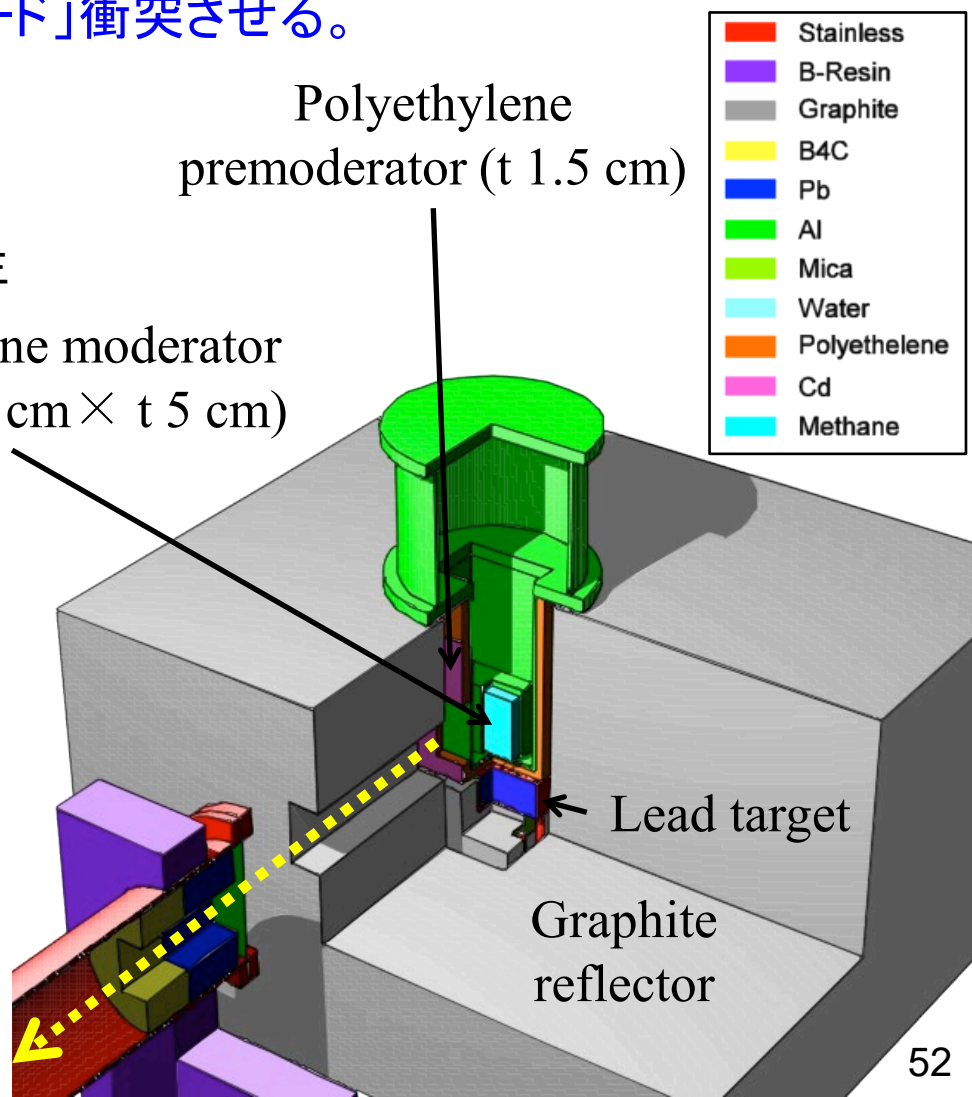 ード」衝突させる。
Stainless
B-Resin
Graphite
B4C
Pb
Al
Mica
Water
Polyethelene
Cd
Methane
Polyethylene
premoderator (t 1.5 cm)
ne moderator
cm× t 5 cm)
Lead target
Graphite
reflector
52